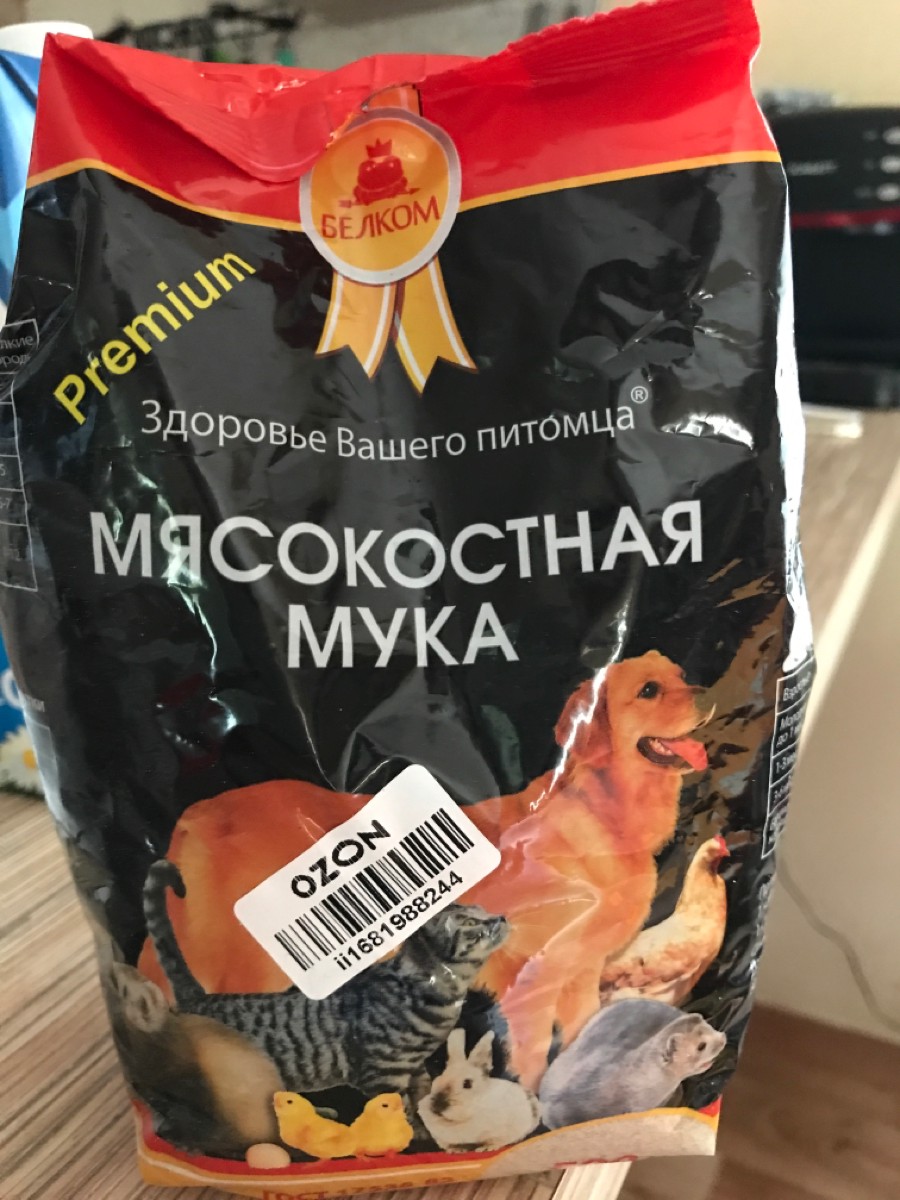 БЕЛКОМ
Premium
Здоровье Вашего питомца®
МЯСОКОСТНАЯ
МУКА
OZON
ii1681988244